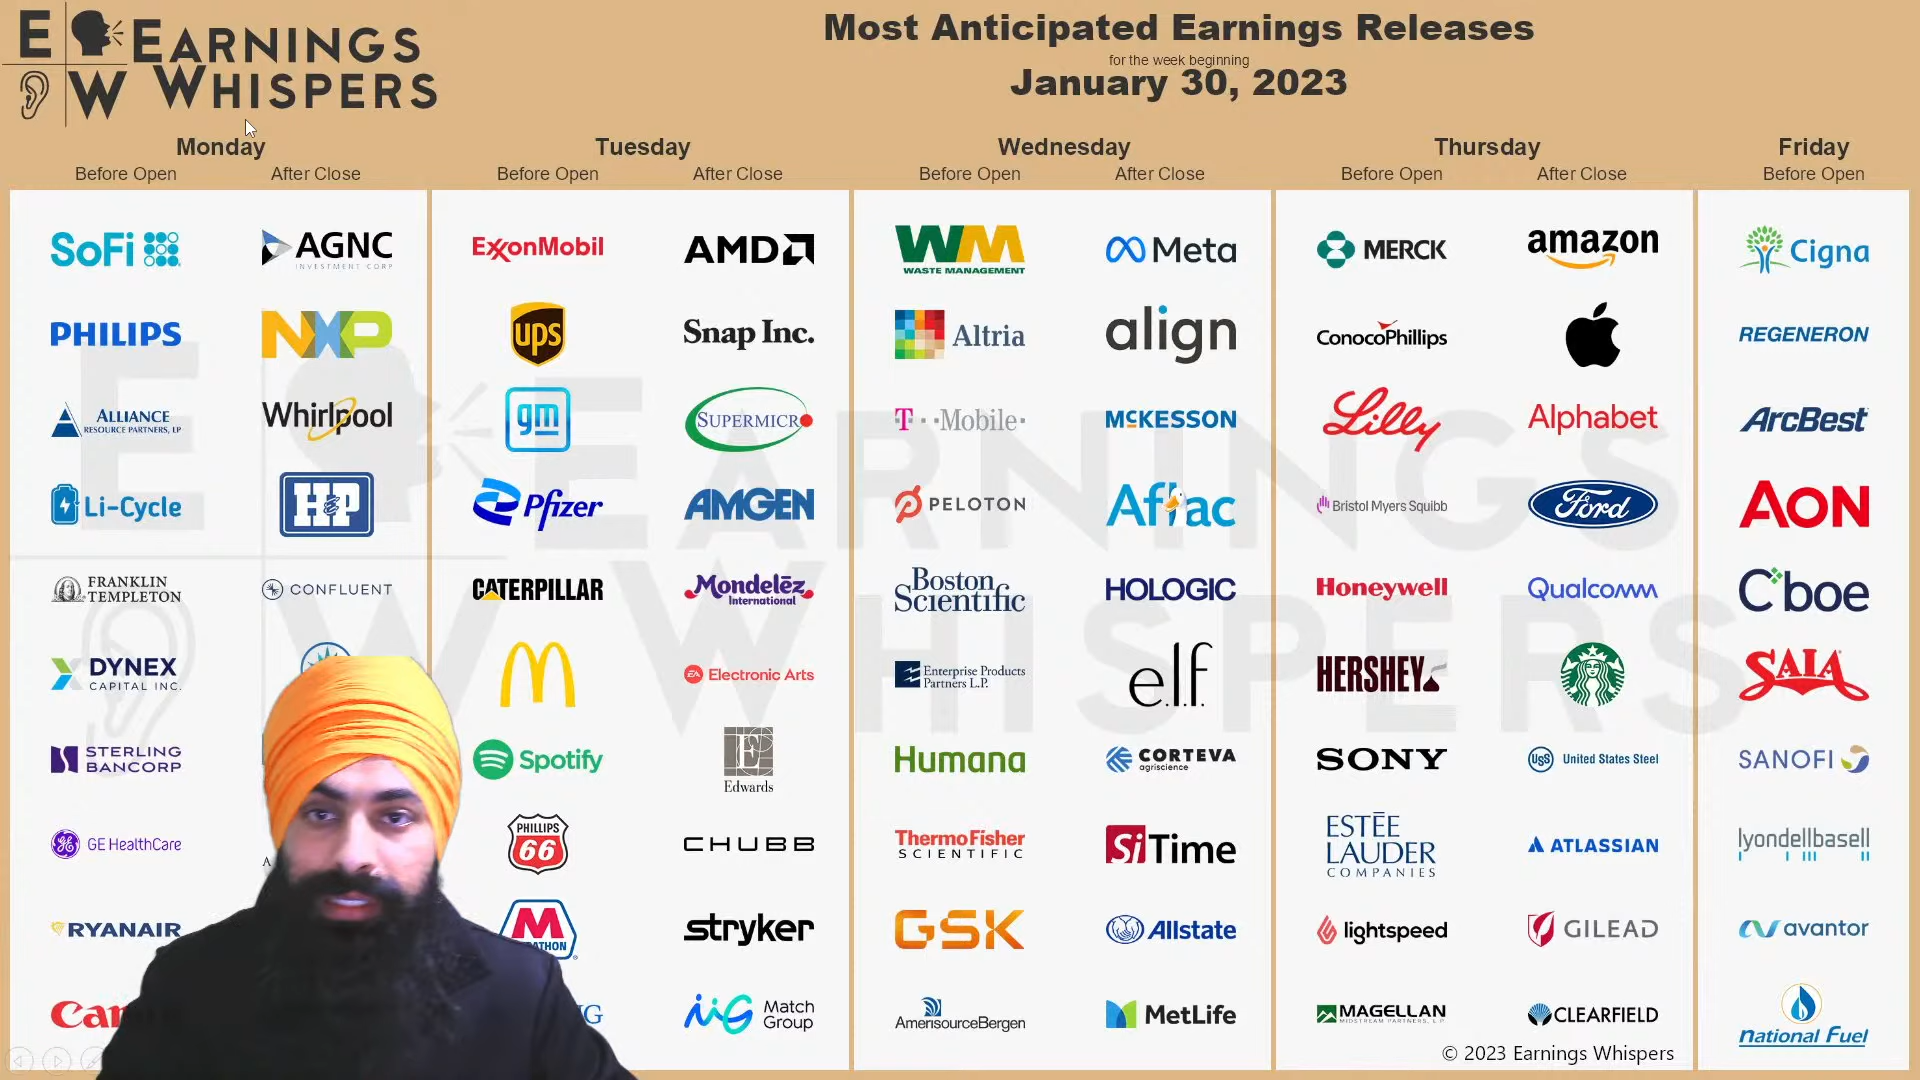 E EARNINGS
W WHISPERS
Most Anticipated Earnings Releases
for the week beginning
January 30, 2023
Monday
Before Open After Close
Tuesday
Before Open After Close
Wednesday
Before Open After Close
Thursday
Before Open After Close
Friday
Before Open
SoFi
PHILIPS
ALLIANCE
RESOURCE PARTNERS, LP
Li-Cycle
FRANKLIN
TEMPLETON
DYNEX
CAPITAL INC.
STERLING
BANCORP
GE HealthCare
RYANAIR
AGNC
INVESTMENT CORP
NXP
Whirlpool
H&P
CONFLUENT
ExxonMobil
ups
gm
Pfizer
CATERPILLAR
Spotify
PHILLIPS
66
M
AMD
Snap Inc.
SUPERMICRO
AMGEN
Mondelēz
International
EA Electronic Arts
E
Edwards
CHUBB
stryker
MG Match
Group
WM
WASTE MANAGEMENT
Altria
T··Mobile·
PELOTON
Boston
Scientific
Enterprise Products
Partners L.P.
Humana
ThermoFisher
SCIENTIFIC
GSK
AmerisourceBergen
Meta
align
MCKESSON
Aflac
HOLOGIC
e.l.f.
CORTEVA
agriscience
SiTime
Allstate
MetLife
MERCK
ConocoPhillips
Lilly
Bristol Myers Squibb
Honeywell
HERSHEY
SONY
ESTĒE
LAUDER
COMPANIES
lightspeed
MAGELLAN
MIDSTREAM PARTNERS, L.P.
amazon
Alphabet
Ford
Qualcomm
USS United States Steel
ATLASSIAN
GILEAD
CLEARFIELD
Cigna
REGENERON
ArcBest
AON
Cboe
SAIA
SANOFI
lyondellbasell
avantor
national Fuel
© 2023 Earnings Whispers
E EARNINGS
W WHISPERS